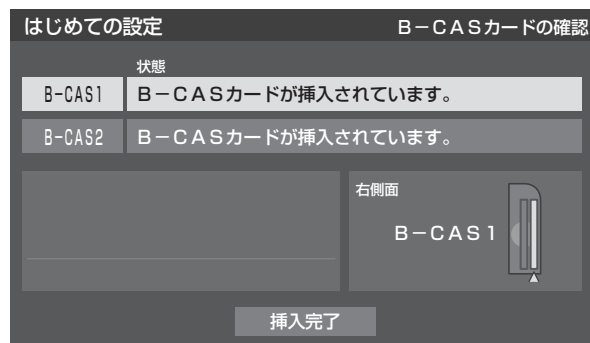 はじめての設定 B－CASカードの確認
状態
B-CAS1 B－CASカードが挿入されています。
B-CAS2 B－CASカードが挿入されています。
右側面
B－CAS1
挿入完了